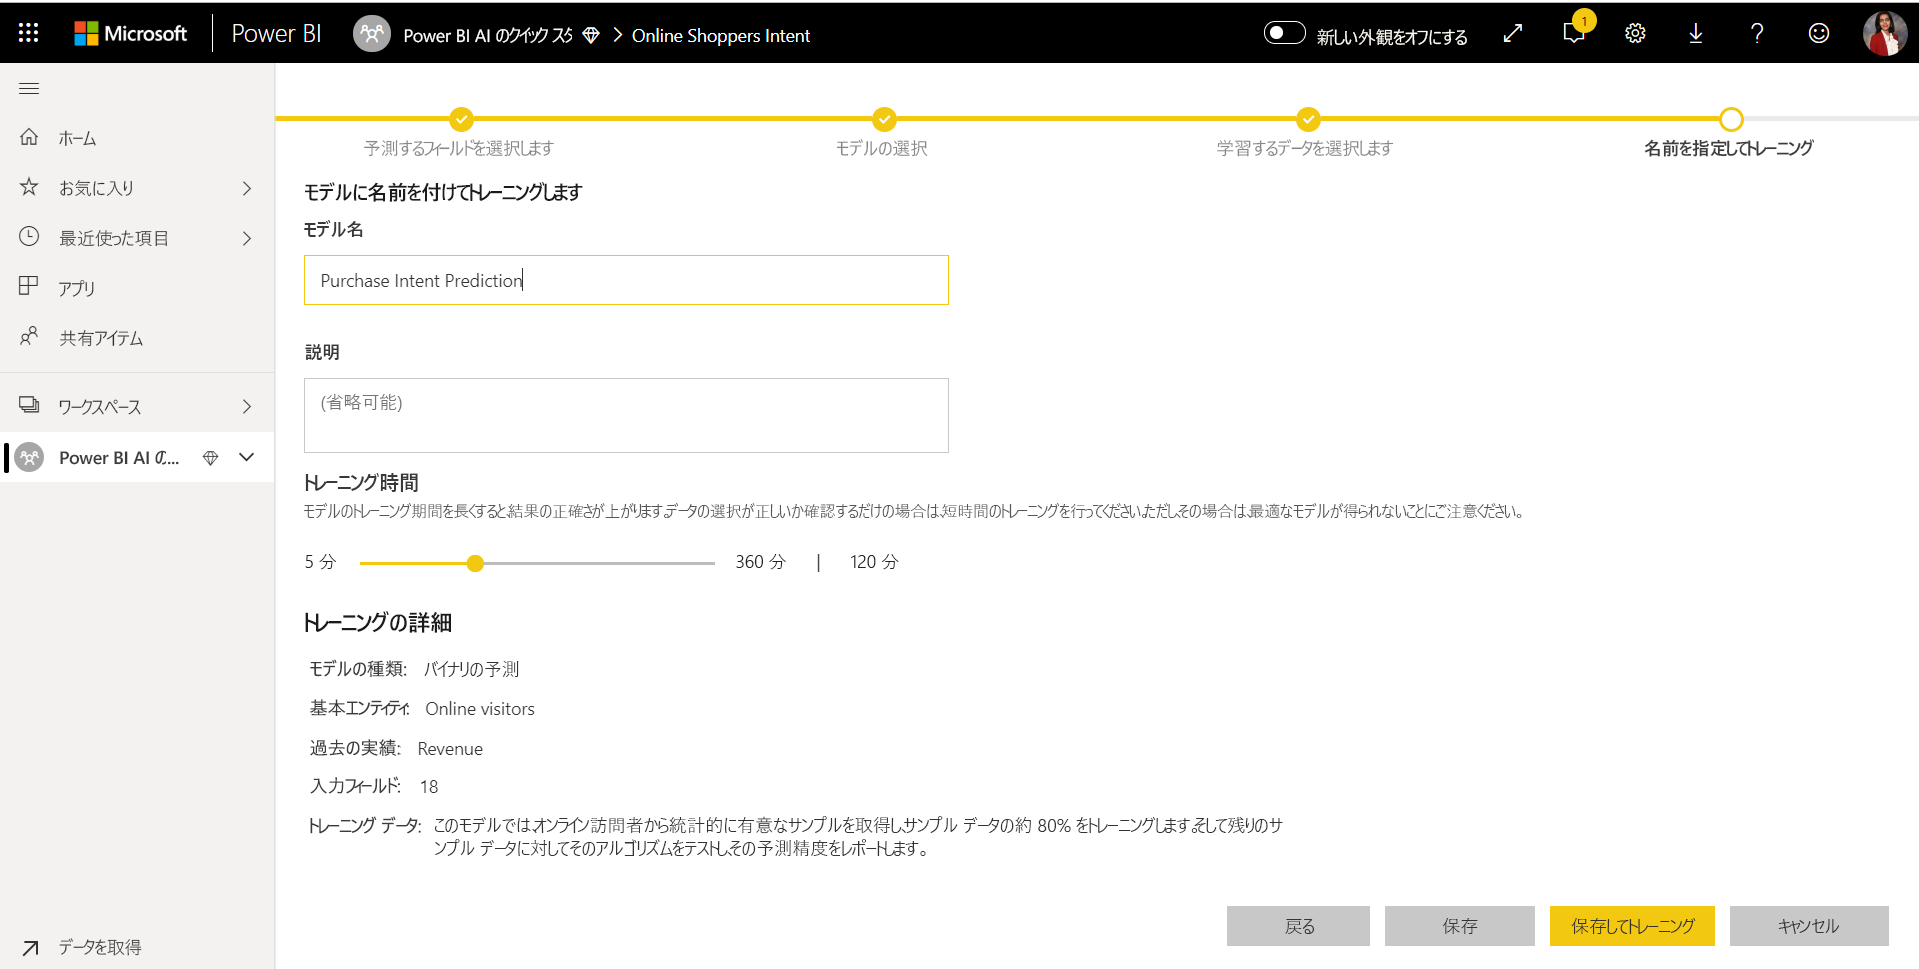 Microsoft Power BI Power BI AI のクイック スタ > Online Shoppers Intent 新しい外観をオフにする 1 ?
ホーム
お気に入り
最近使った項目
アプリ
共有アイテム
ワークスペース
Power BI AI の...
データを取得
予測するフィールドを選択します
モデルの選択
学習するデータを選択します
名前を指定してトレーニング
モデルに名前を付けてトレーニングします
モデル名
Purchase Intent Prediction
説明
(省略可能)
トレーニング時間
モデルのトレーニング期間を長くすると、結果の正確さが上がります。データの選択が正しいか確認するだけの場合は、短時間のトレーニングを行ってください。ただし、その場合は、最適なモデルが得られないことにご注意ください。
5 分 360 分 | 120 分
トレーニングの詳細
モデルの種類: バイナリの予測
基本エンティティ: Online visitors
過去の実績: Revenue
入力フィールド: 18
トレーニング データ: このモデルでは、オンライン訪問者から統計的に有意なサンプルを取得し、サンプル データの約 80% をトレーニングします。そして残りのサ
ンプル データに対してそのアルゴリズムをテストし、その予測精度をレポートします。
戻る 保存 保存してトレーニング キャンセル